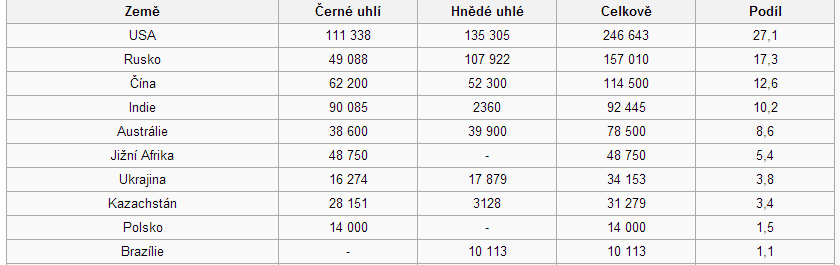 Země Černé uhlí Hnědé uhlé Celkově Podíl
USA 111 338 135 305 246 643 27,1
Rusko 49 088 107 922 157 010 17,3
Čína 62 200 52 300 114 500 12,6
Indie 90 085 2360 92 445 10,2
Austrálie 38 600 39 900 78 500 8,6
Jižní Afrika 48 750 - 48 750 5,4
Ukrajina 16 274 17 879 34 153 3,8
Kazachstán 28 151 3128 31 279 3,4
Polsko 14 000 - 14 000 1,5
Brazílie - 10 113 10 113 1,1